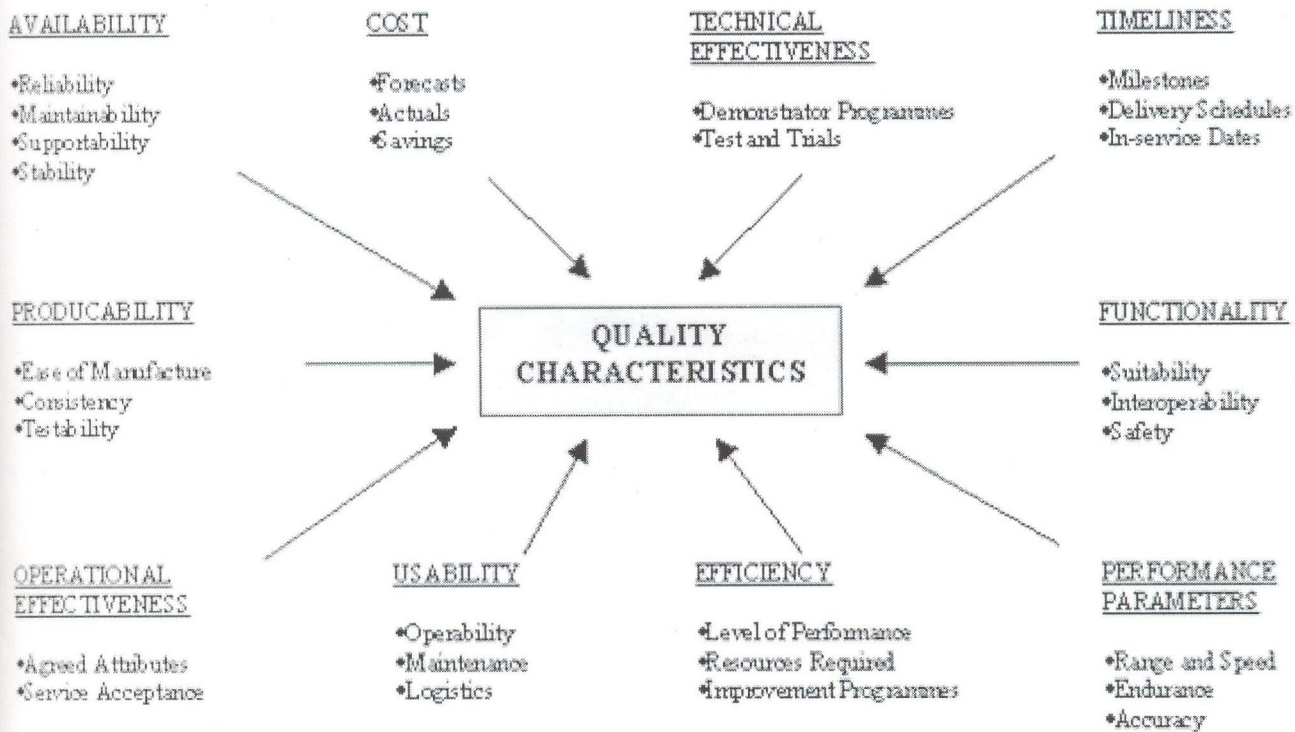 AVAILABILITY
•Reliability
•Maintainability
•Supportability
•Stability
COST
•Forecasts
•Actuals
•Savings
TECHNICAL
EFFECTIVENESS
•Demonstrator Programmes
•Test and Trials
TIMELINESS
•Milestones
•Delivery Schedules
•In-service Dates
PRODUCABILITY
•Ease of Manufacture
•Consistency
•Testability
QUALITY
CHARACTERISTICS
FUNCTIONALITY
•Suitability
•Interoperability
•Safety
OPERATIONAL
EFFECTIVENESS
•Agreed Attributes
•Service Acceptance
USABILITY
•Operability
•Maintenance
•Logistics
EFFICIENCY
•Level of Performance
•Resources Required
•Improvement Programmes
PERFORMANCE
PARAMETERS
•Range and Speed
•Endurance
•Accuracy